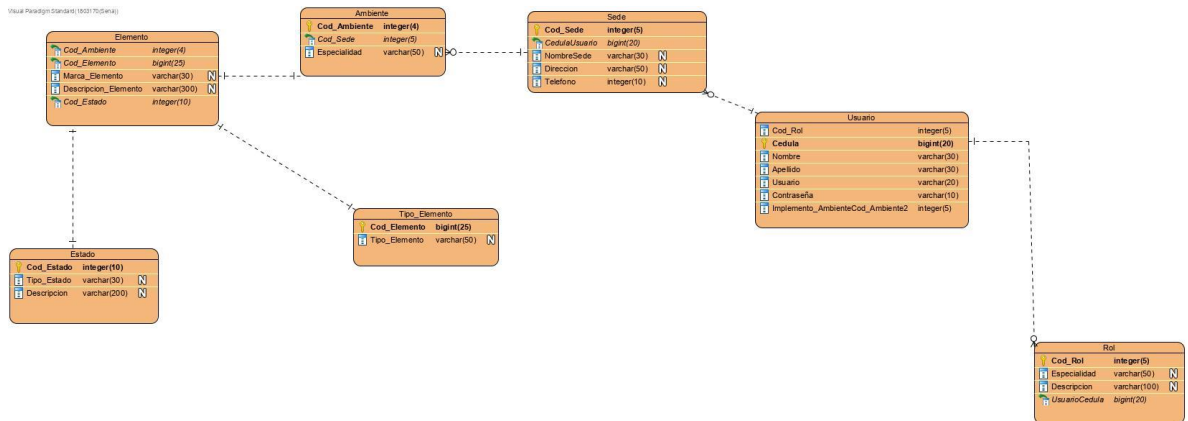 Visual Paradigm Standard(1803170(Sena))
Ambiente
Cod_Ambiente integer(4)
Cod_Sede integer(5)
Especialidad varchar(50) N
Sede
Cod_Sede integer(5)
CedulaUsuario bigint(20)
NombreSede varchar(30) N
Direccion varchar(50) N
Telefono integer(10) N
Elemento
Cod_Ambiente integer(4)
Cod_Elemento bigint(25)
Marca_Elemento varchar(30) N
Descripcion_Elemento varchar(300) N
Cod_Estado integer(10)
Usuario
Cod_Rol integer(5)
Cedula bigint(20)
Nombre varchar(30)
Apellido varchar(30)
Usuario varchar(20)
Contraseña varchar(10)
Implemento_AmbienteCod_Ambiente2 integer(5)
Tipo_Elemento
Cod_Elemento bigint(25)
Tipo_Elemento varchar(50) N
Estado
Cod_Estado integer(10)
Tipo_Estado varchar(30) N
Descripcion varchar(200) N
Rol
Cod_Rol integer(5)
Especialidad varchar(50) N
Descripcion varchar(100) N
UsuarioCedula bigint(20)